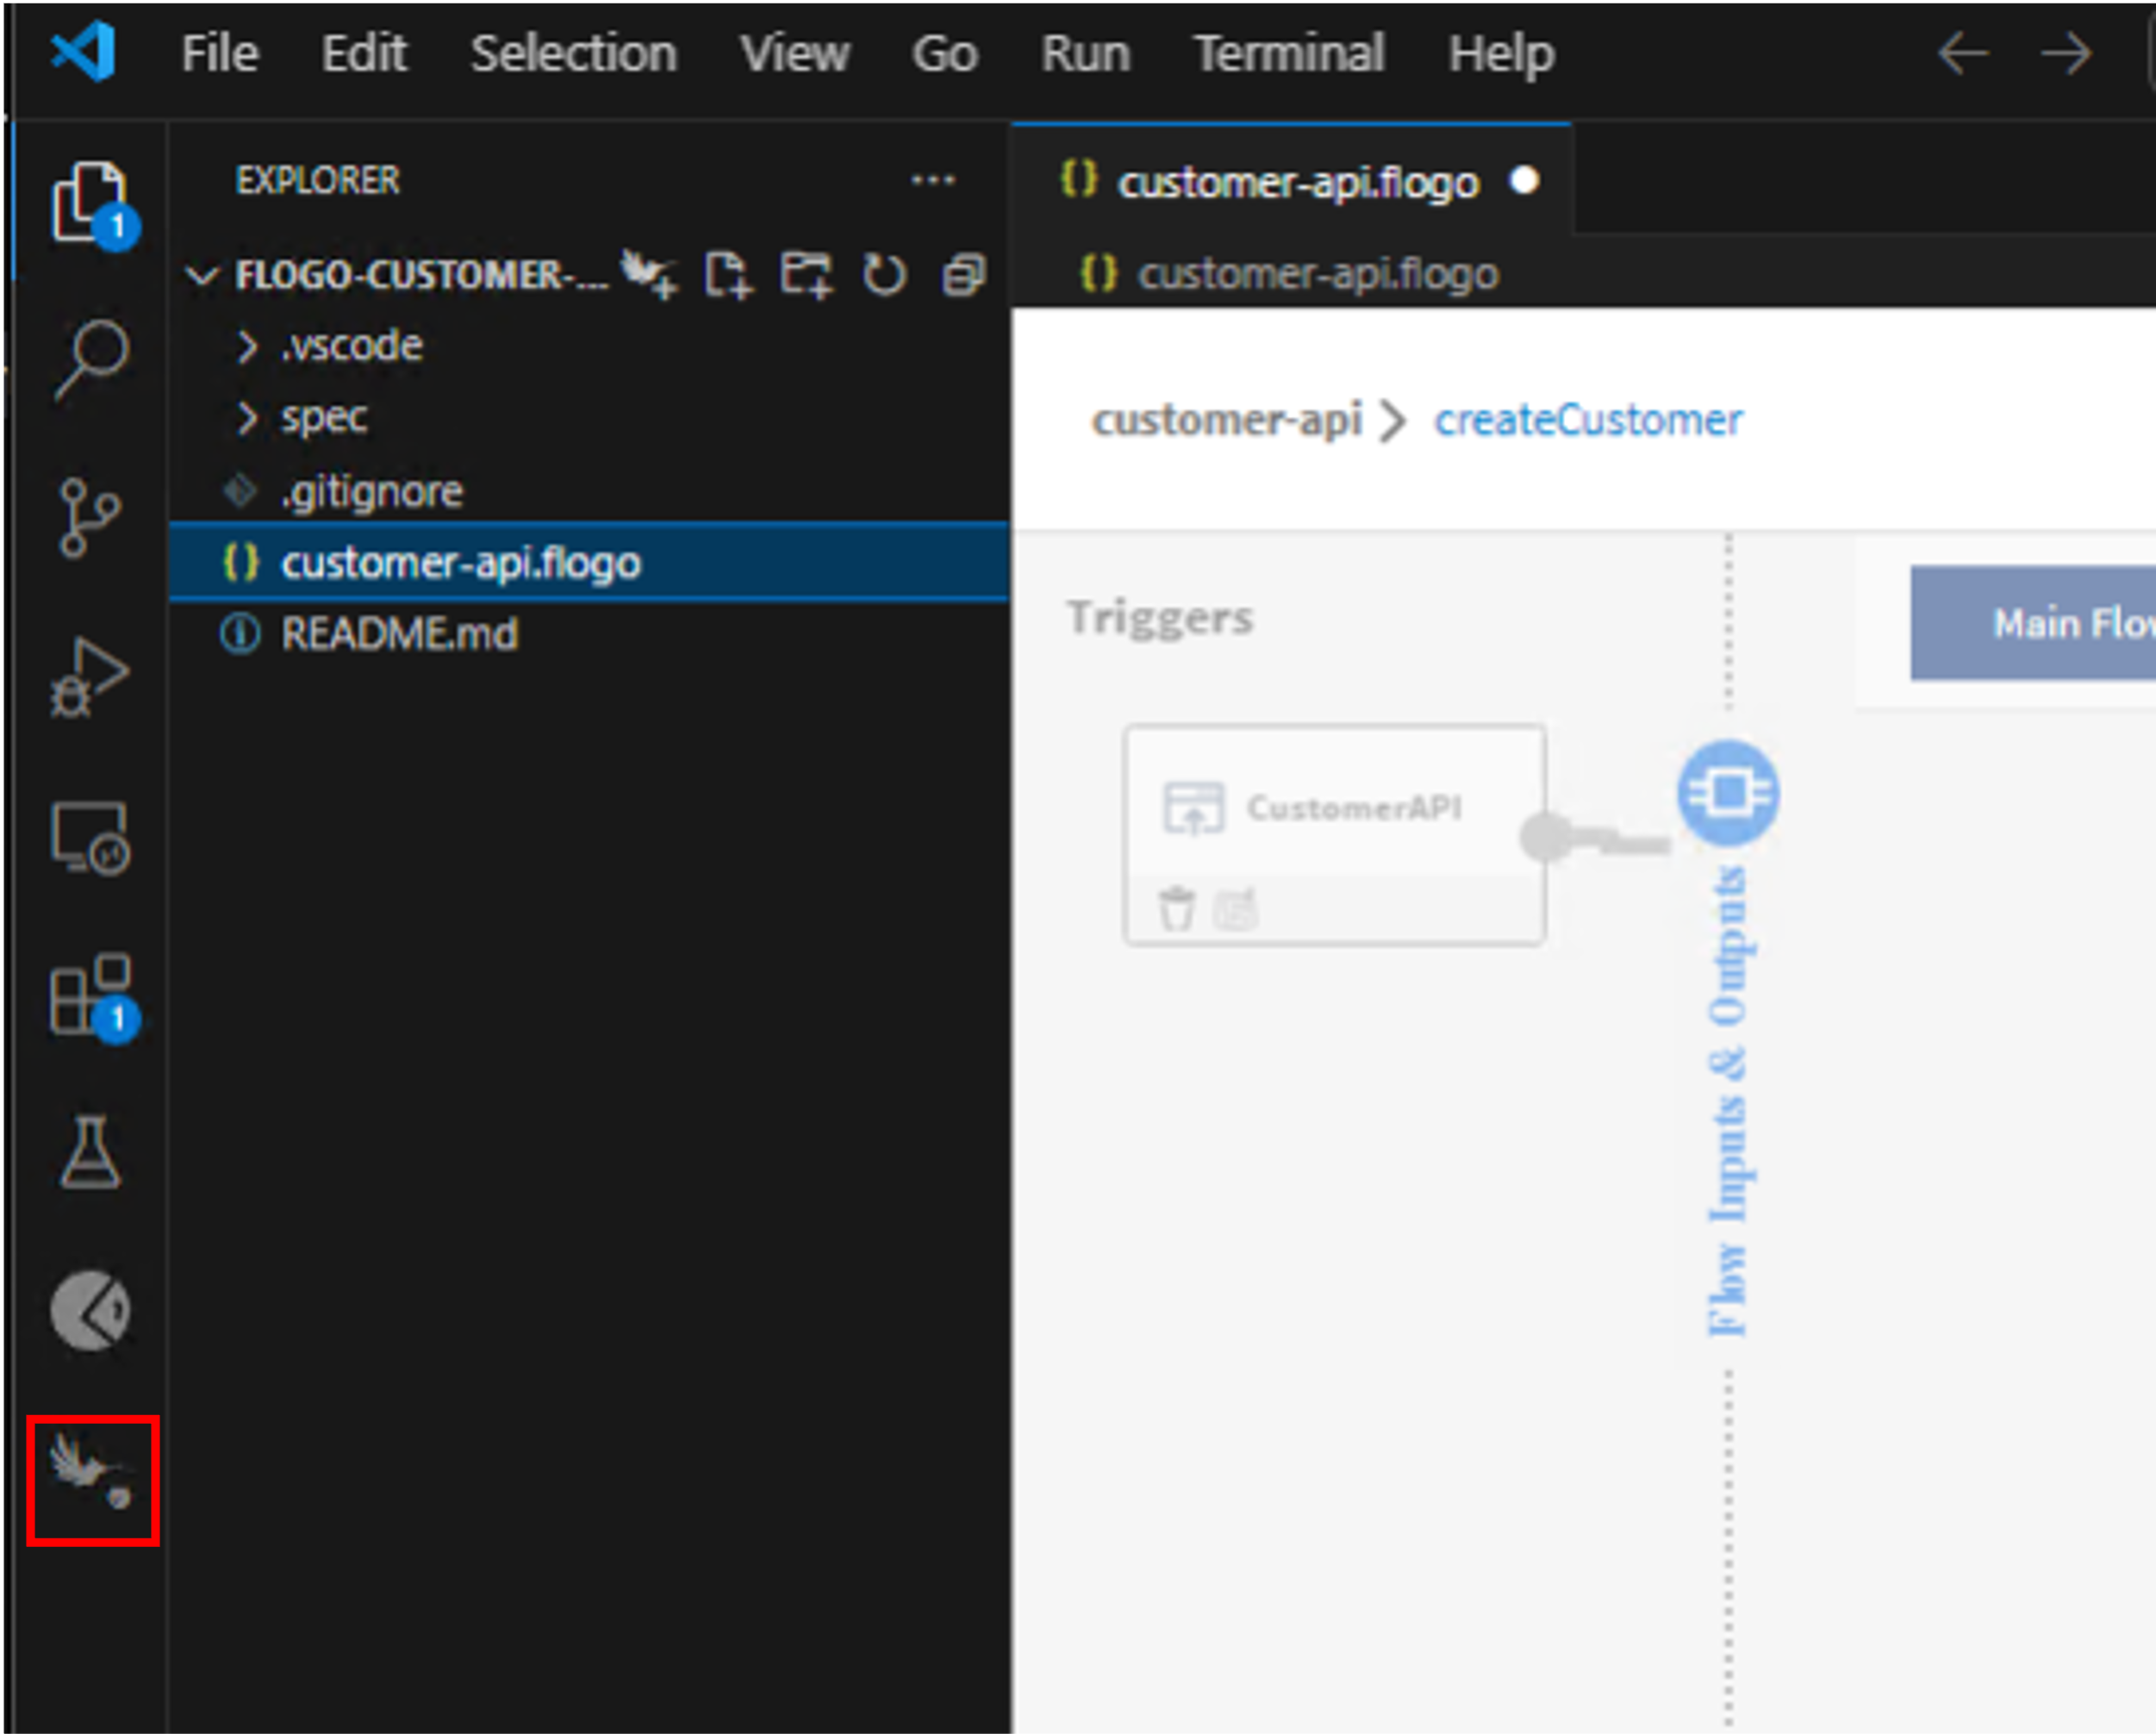 File Edit Selection View Go Run Terminal Help
EXPLORER ...
customer-api.flogo
1
FLOGO-CUSTOMER-...
customer-api.flogo
.vscode
spec
customer-api > createCustomer
.gitignore
customer-api.flogo
README.md
Triggers
Main Flow
CustomerAPI
Flow Inputs & Outputs
1